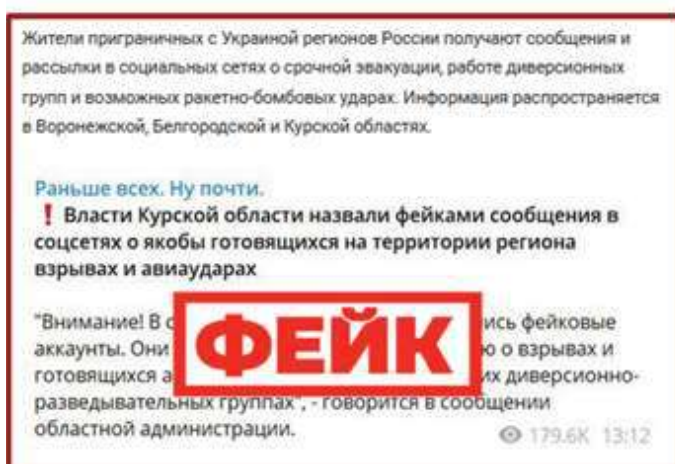 Жители приграничных с Украиной регионов России получают сообщения и
рассылки в социальных сетях о срочной эвакуации, работе диверсионных
групп и возможных ракетно-бомбовых ударах. Информация распространяется
в Воронежской, Белгородской и Курской областях.
Раньше всех. Ну почти.
❗ Власти Курской области назвали фейками сообщения в
соцсетях о якобы готовящихся на территории региона
взрывах и авиаударах
"Внимание! В с ись фейковые
аккаунты. Они ю о взрывах и
ФЕЙК
готовящихся а их диверсионно-
разведывательных группах", - говорится в сообщении
областной администрации.
179.6K 13:12